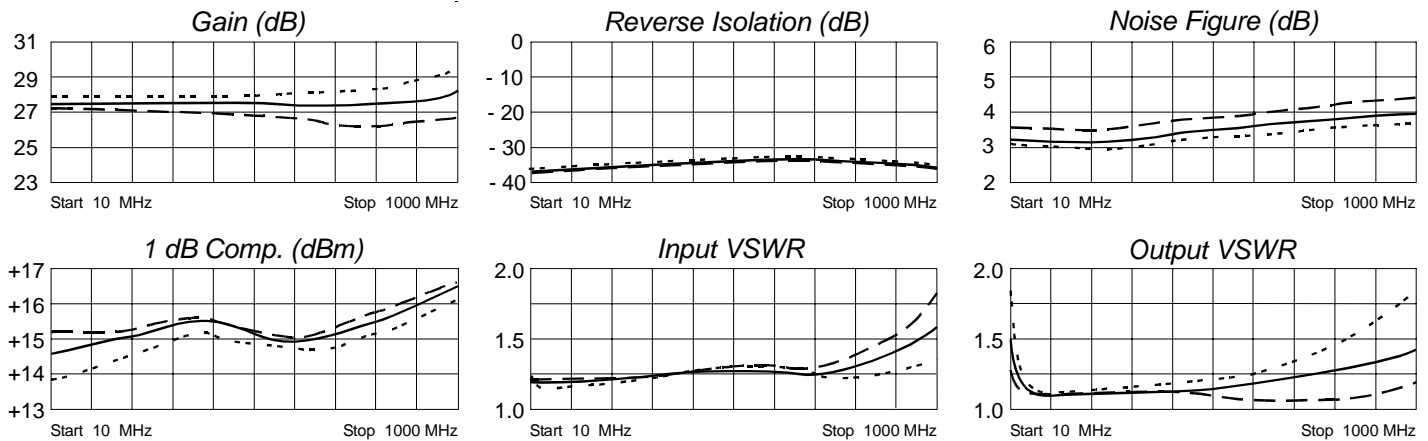 Gain (dB)
31
29
27
25
23
Start 10 MHz
Stop 1000 MHz
Reverse Isolation (dB)
0
- 10
- 20
- 30
- 40
Start 10 MHz
Stop 1000 MHz
Noise Figure (dB)
6
5
4
3
2
Start 10 MHz
Stop 1000 MHz
1 dB Comp. (dBm)
+17
+16
+15
+14
+13
Start 10 MHz
Stop 1000 MHz
Input VSWR
2.0
1.5
1.0
Start 10 MHz
Stop 1000 MHz
Output VSWR
2.0
1.5
1.0
Start 10 MHz
Stop 1000 MHz